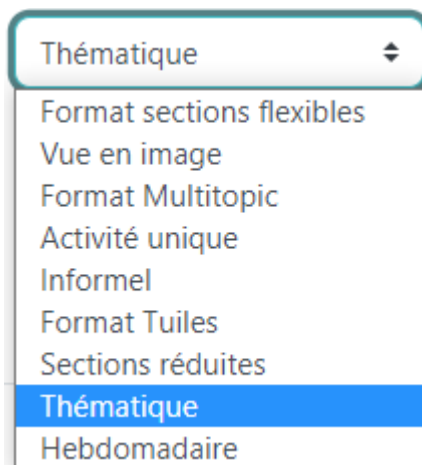 Thématique
Format sections flexibles
Vue en image
Format Multitopic
Activité unique
Informel
Format Tuiles
Sections réduites
Thématique
Hebdomadaire